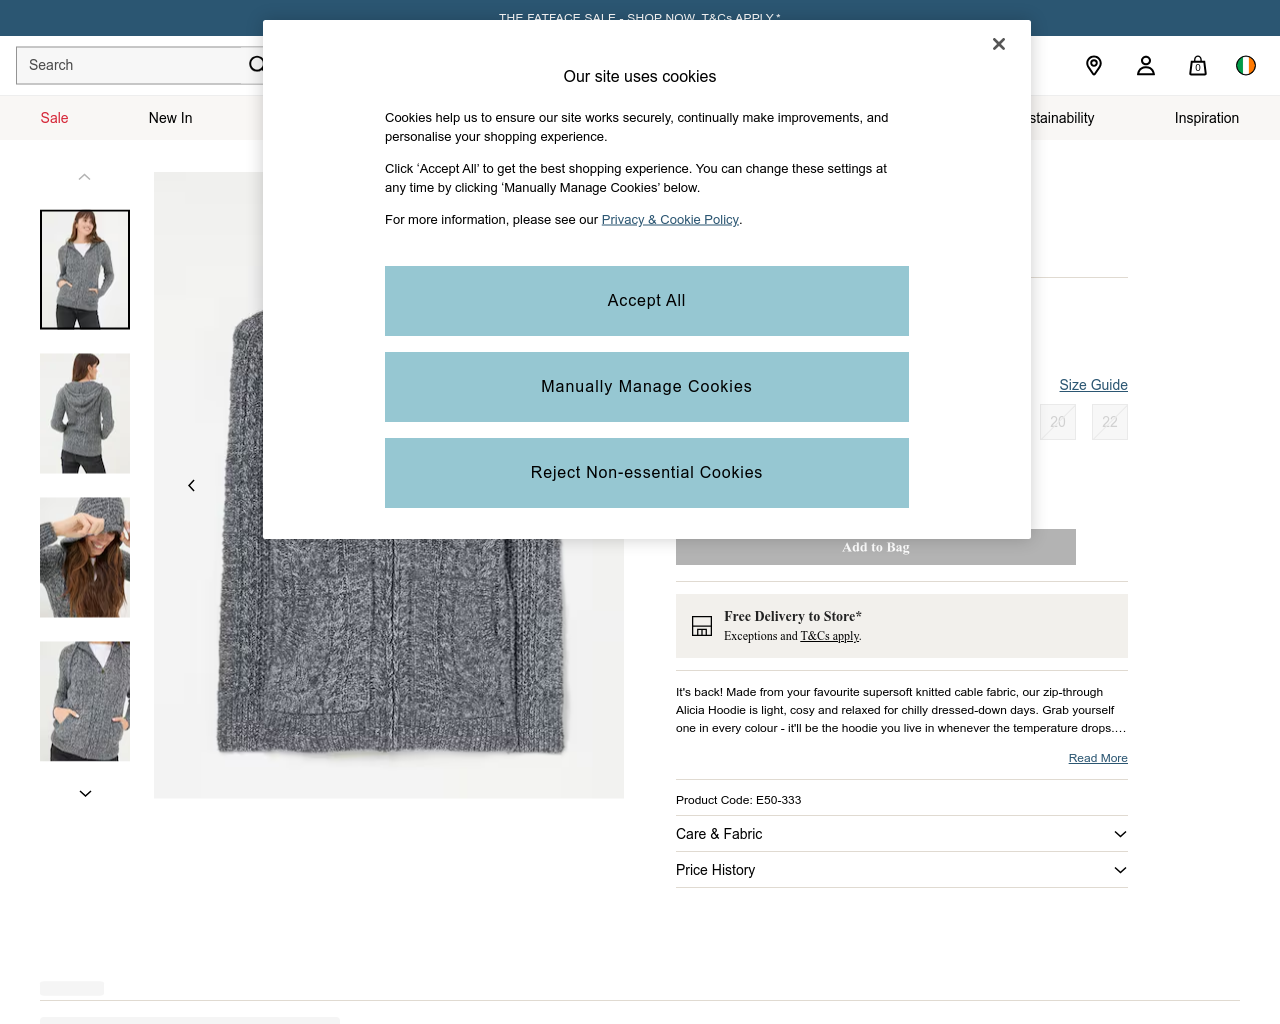 THE FATFACE SALE - SHOP NOW. T&Cs APPLY *
Search
0
Sale
New In
stainability
Inspiration
Our site uses cookies
Cookies help us to ensure our site works securely, continually make improvements, and
personalise your shopping experience.
Click ‘Accept All’ to get the best shopping experience. You can change these settings at
any time by clicking ‘Manually Manage Cookies’ below.
For more information, please see our Privacy & Cookie Policy.
Accept All
Manually Manage Cookies
Reject Non-essential Cookies
Size Guide
20
22
Add to Bag
Free Delivery to Store*
Exceptions and T&Cs apply.
It's back! Made from your favourite supersoft knitted cable fabric, our zip-through
Alicia Hoodie is light, cosy and relaxed for chilly dressed-down days. Grab yourself
one in every colour - it'll be the hoodie you live in whenever the temperature drops.…
Read More
Product Code: E50-333
Care & Fabric
Price History